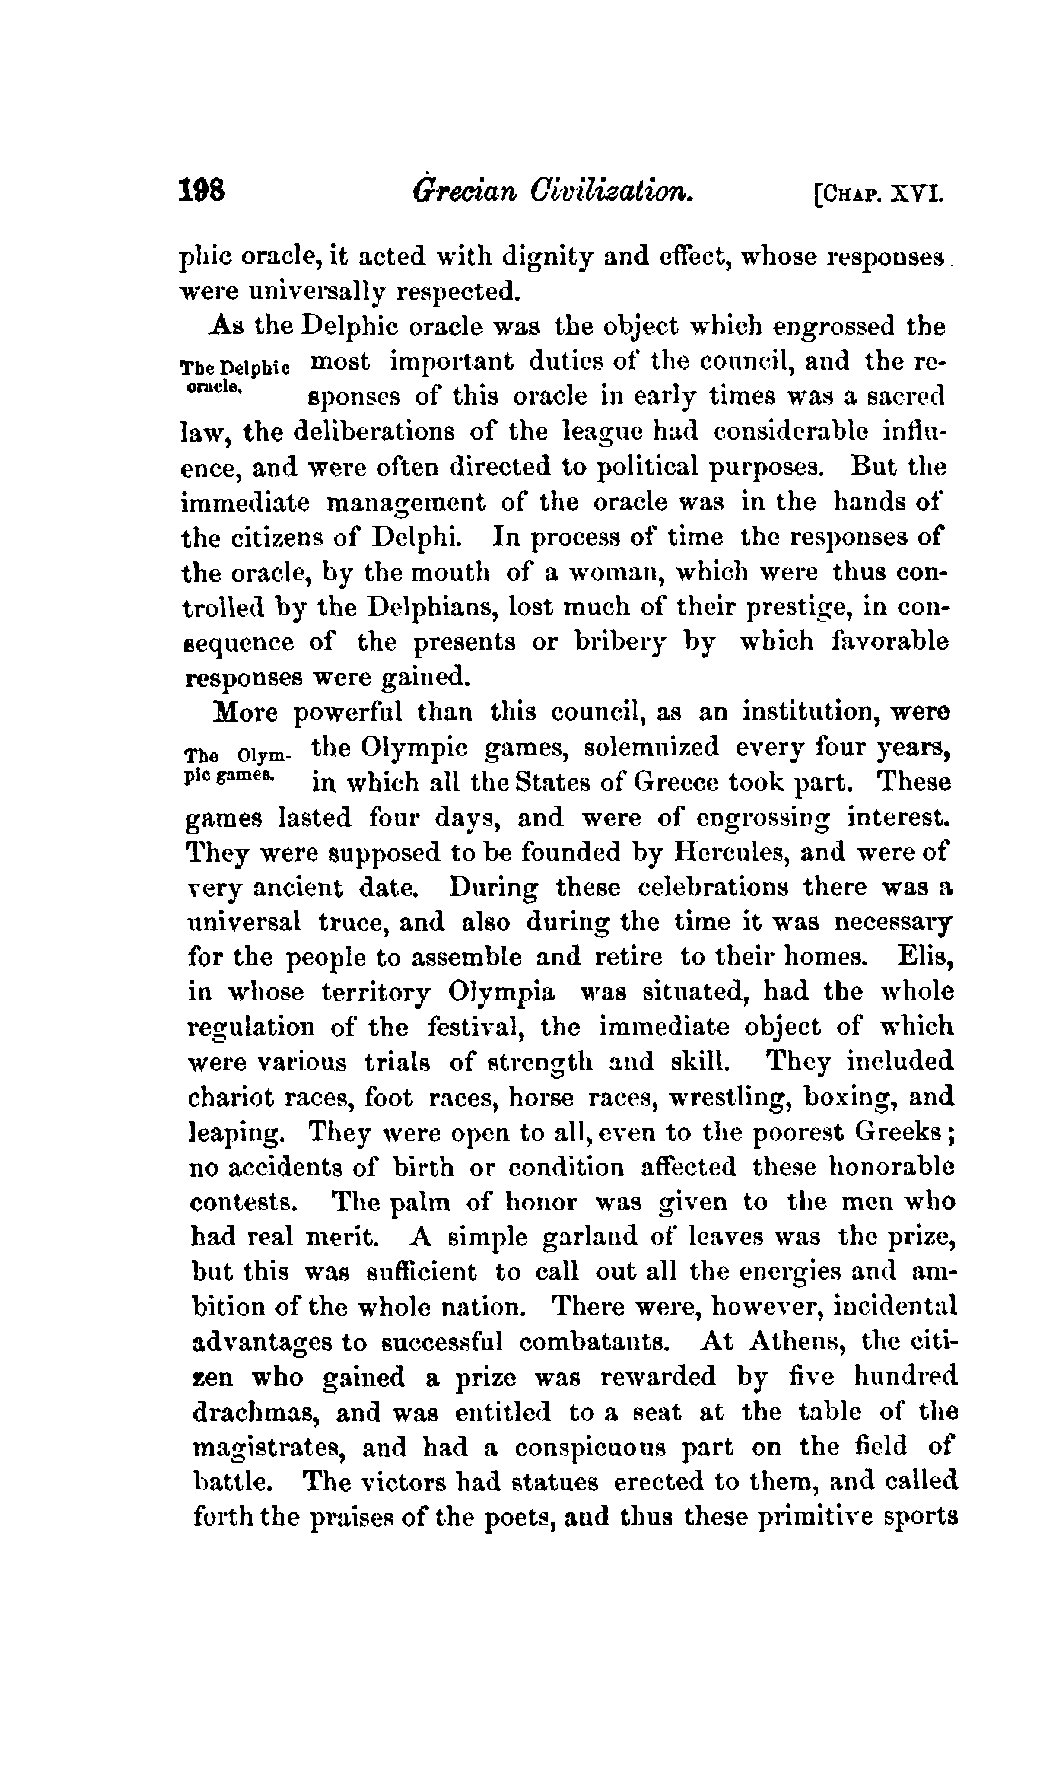 198 Grecian Civilization. [CHAP. XVI.
phic oracle, it acted with dignity and effect, whose responses
were universally respected.
As the Delphic oracle was the object which engrossed the
The Delphic most important duties of the council, and the re-
oracle. sponses of this oracle in early times was a sacred
law, the deliberations of the league had considerable influ-
ence, and were often directed to political purposes. But the
immediate management of the oracle was in the hands of
the citizens of Delphi. In process of time the responses of
the oracle, by the mouth of a woman, which were thus con-
trolled by the Delphians, lost much of their prestige, in con-
sequence of the presents or bribery by which favorable
responses were gained.
More powerful than this council, as an institution, were
The Olym- the Olympic games, solemnized every four years,
pic games. in which all the States of Greece took part. These
games lasted four days, and were of engrossing interest.
They were supposed to be founded by Hercules, and were of
very ancient date. During these celebrations there was a
universal truce, and also during the time it was necessary
for the people to assemble and retire to their homes. Elis,
in whose territory Olympia was situated, had the whole
regulation of the festival, the immediate object of which
were various trials of strength and skill. They included
chariot races, foot races, horse races, wrestling, boxing, and
leaping. They were open to all, even to the poorest Greeks;
no accidents of birth or condition affected these honorable
contests. The palm of honor was given to the men who
had real merit. A simple garland of leaves was the prize,
but this was sufficient to call out all the energies and am-
bition of the whole nation. There were, however, incidental
advantages to successful combatants. At Athens, the citi-
zen who gained a prize was rewarded by five hundred
drachmas, and was entitled to a seat at the table of the
magistrates, and had a conspicuous part on the field of
battle. The victors had statues erected to them, and called
forth the praises of the poets, and thus these primitive sports